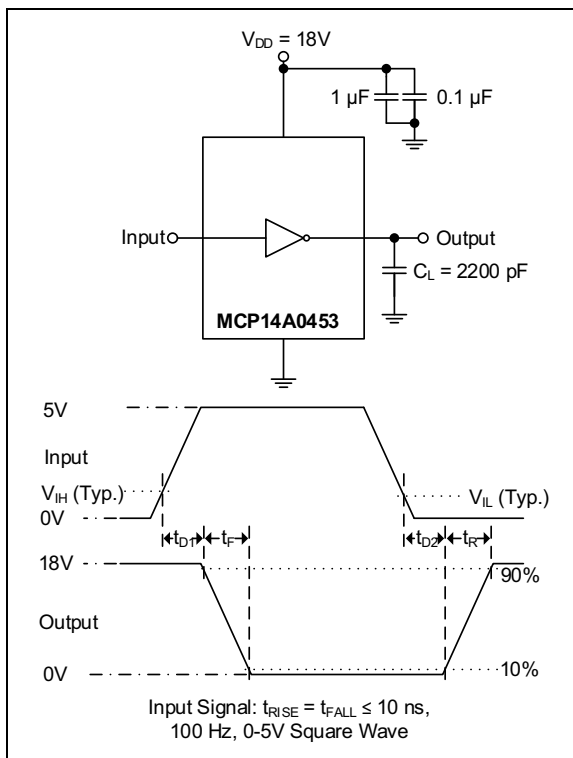 V_DD = 18V
1 µF
0.1 µF
Input
Output
C_L = 2200 pF
MCP14A0453
5V
Input
V_IH (Typ.)
V_IL (Typ.)
0V
t_D1
t_F
t_D2
t_R
18V
90%
Output
0V
10%
Input Signal: t_RISE = t_FALL ≤ 10 ns,
100 Hz, 0-5V Square Wave